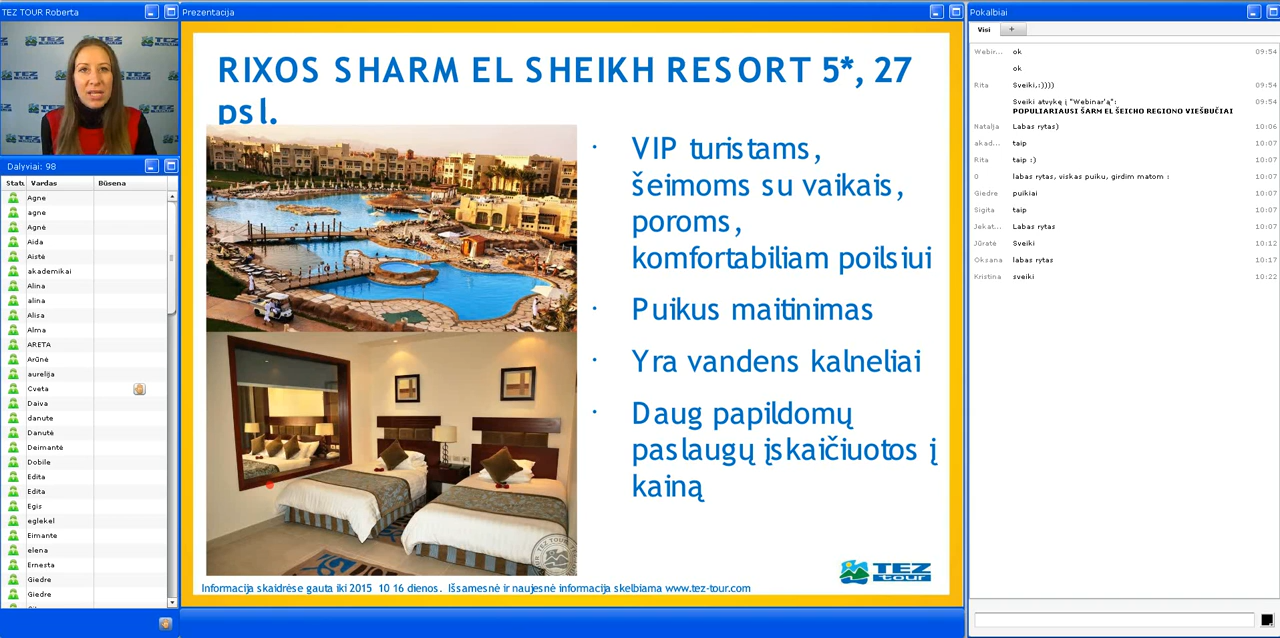 TEZ TOUR Roberta
Dalyviai: 98
Vardas
Būsena
Agne
agne
Agnė
Aida
Aistė
akademikai
Alina
alina
Alisa
Alma
ARETA
Arūnė
aurelija
Cveta
Daiva
danute
Danutė
Deimantė
Dobile
Edita
Edita
Egis
eglekel
Eimante
elena
Ernesta
Giedre
Giedre
Prezentacija
RIXOS SHARM EL SHEIKH RESORT 5*, 27
psl.
· VIP turistams,
šeimoms su vaikais,
poroms,
komfortabiliam poilsiui
· Puikus maitinimas
· Yra vandens kalneliai
· Daug papildomų
paslaugų įskaičiuotos į
kainą
TEZ
tour
Informacija skaidrėse gauta iki 2015 10 16 dienos. Išsamesnė ir naujesnė informacija skelbiama www.tez-tour.com
Pokalbiai
Visi +
Webir... ok 09:54
ok
Rita Sveiki,:)))) 09:54
Sveiki atvykę į "Webinar'ą": 09:54
POPULIARIAUSI ŠARM EL ŠEICHO REGIONO VIEŠBUČIAI
Natalja Labas rytas) 10:06
akad... taip 10:07
Rita taip :) 10:07
0 labas rytas, viskas puiku, girdim matom : 10:07
Giedre puikiai 10:07
Sigita taip 10:07
Jekat... Labas rytas 10:07
Jūratė Sveiki 10:12
Oksana labas rytas 10:17
Kristina sveiki 10:22